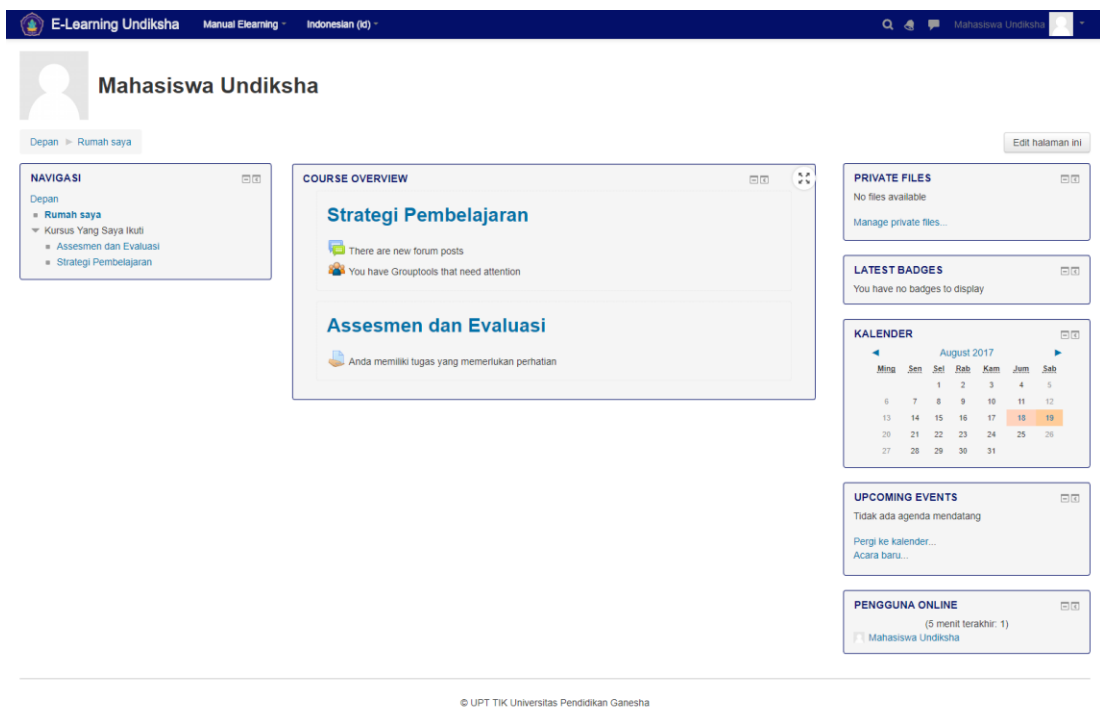 E-Learning Undiksha Manual Elearning Indonesian (id) Mahasiswa Undiksha
Mahasiswa Undiksha
Depan Rumah saya
Edit halaman ini
NAVIGASI
Depan
Rumah saya
Kursus Yang Saya Ikuti
Assesmen dan Evaluasi
Strategi Pembelajaran
COURSE OVERVIEW
Strategi Pembelajaran
There are new forum posts
You have Grouptools that need attention
Assesmen dan Evaluasi
Anda memiliki tugas yang memerlukan perhatian
PRIVATE FILES
No files available
Manage private files...
LATEST BADGES
You have no badges to display
KALENDER
August 2017
Ming Sen Sel Rab Kam Jum Sab
1 2 3 4 5
6 7 8 9 10 11 12
13 14 15 16 17 18 19
20 21 22 23 24 25 26
27 28 29 30 31
UPCOMING EVENTS
Tidak ada agenda mendatang
Pergi ke kalender...
Acara baru...
PENGGUNA ONLINE
(5 menit terakhir: 1)
Mahasiswa Undiksha
© UPT TIK Universitas Pendidikan Ganesha